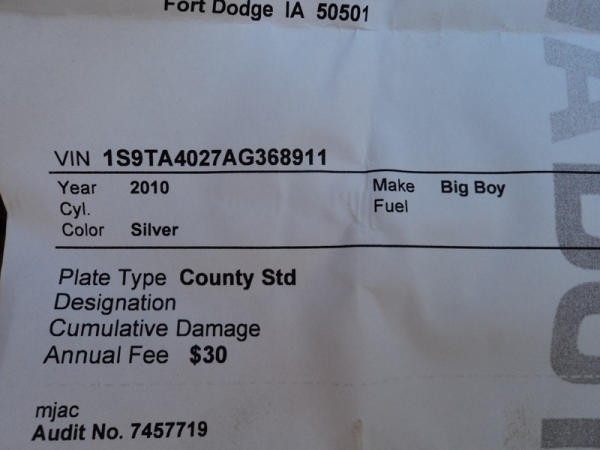 Fort Dodge IA 50501
VIN 1S9TA4027AG368911
Year 2010 Make Big Boy
Cyl. Fuel
Color Silver
Plate Type County Std
Designation
Cumulative Damage
Annual Fee $30
mjac
Audit No. 7457719